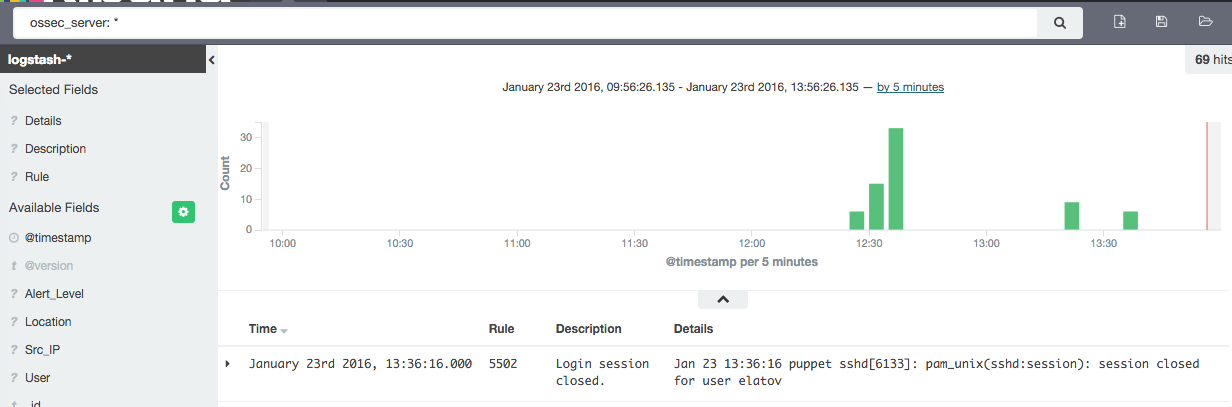 ossec_server: *
logstash-*
69 hits
Selected Fields
January 23rd 2016, 09:56:26.135 - January 23rd 2016, 13:56:26.135 — by 5 minutes
? Details
? Description
? Rule
Available Fields
@timestamp
t @version
? Alert_Level
? Location
? Src_IP
? User
_id
Count
30
20
10
0
10:00 10:30 11:00 11:30 12:00 12:30 13:00 13:30
@timestamp per 5 minutes
Time Rule Description Details
January 23rd 2016, 13:36:16.000 5502 Login session Jan 23 13:36:16 puppet sshd[6133]: pam_unix(sshd:session): session closed
closed. for user elatov